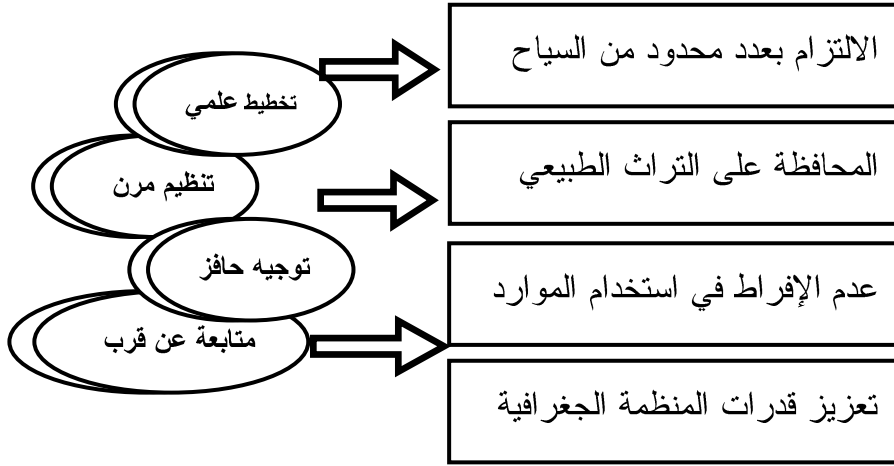 الالتزام بعدد محدود من السياح
المحافظة على التراث الطبيعي
عدم الإفراط في استخدام الموارد
تعزيز قدرات المنظمة الجغرافية
تخطيط علمي
تنظيم مرن
توجيه حافز
متابعة عن قرب